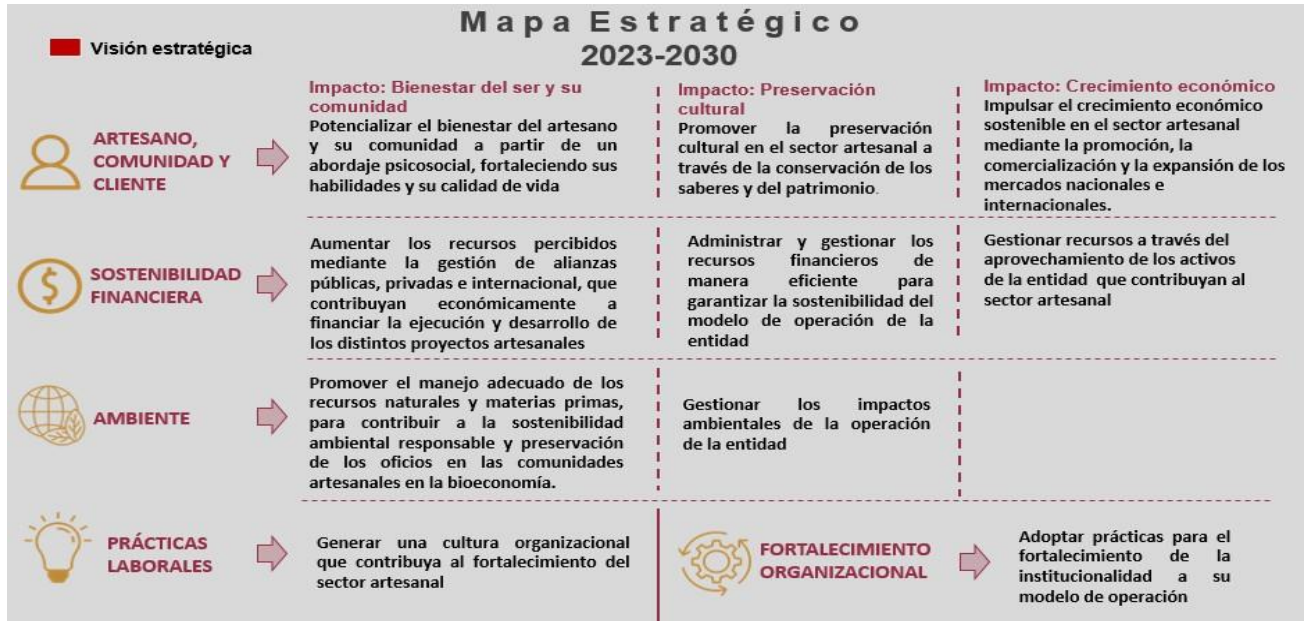 Mapa Estratégico
2023-2030
Visión estratégica
ARTESANO,
COMUNIDAD Y
CLIENTE
Impacto: Bienestar del ser y su
comunidad
Potencializar el bienestar del artesano
y su comunidad a partir de un
abordaje psicosocial, fortaleciendo sus
habilidades y su calidad de vida
Impacto: Preservación
cultural
Promover la preservación
cultural en el sector artesanal a
través de la conservación de los
saberes y del patrimonio.
Impacto: Crecimiento económico
Impulsar el crecimiento económico
sostenible en el sector artesanal
mediante la promoción, la
comercialización y la expansión de los
mercados nacionales e
internacionales.
SOSTENIBILIDAD
FINANCIERA
Aumentar los recursos percibidos
mediante la gestión de alianzas
públicas, privadas e internacional, que
contribuyan económicamente a
financiar la ejecución y desarrollo de
los distintos proyectos artesanales
Administrar y gestionar los
recursos financieros de
manera eficiente para
garantizar la sostenibilidad del
modelo de operación de la
entidad
Gestionar recursos a través del
aprovechamiento de los activos
de la entidad que contribuyan al
sector artesanal
AMBIENTE
Promover el manejo adecuado de los
recursos naturales y materias primas,
para contribuir a la sostenibilidad
ambiental responsable y preservación
de los oficios en las comunidades
artesanales en la bioeconomía.
Gestionar los impactos
ambientales de la operación
de la entidad
PRÁCTICAS
LABORALES
Generar una cultura organizacional
que contribuya al fortalecimiento del
sector artesanal
FORTALECIMIENTO
ORGANIZACIONAL
Adoptar prácticas para el
fortalecimiento de la
institucionalidad a su
modelo de operación